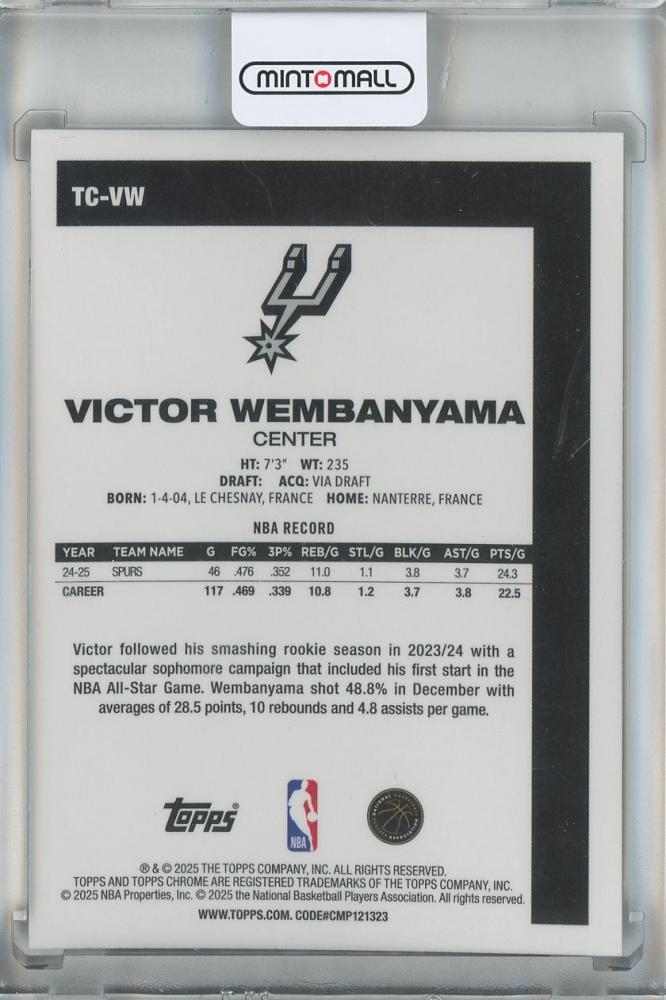 MINTMALL
TC-VW
VICTOR WEMBANYAMA
CENTER
HT: 7'3" WT: 235
DRAFT: ACQ: VIA DRAFT
BORN: 1-4-04, LE CHESNAY, FRANCE HOME: NANTERRE, FRANCE
NBA RECORD
YEAR TEAM NAME G FG% 3P% REB/G STL/G BLK/G AST/G PTS/G
24-25 SPURS 46 .476 .352 11.0 1.1 3.8 3.7 24.3
CAREER 117 .469 .339 10.8 1.2 3.7 3.8 22.5
Victor followed his smashing rookie season in 2023/24 with a
spectacular sophomore campaign that included his first start in the
NBA All-Star Game. Wembanyama shot 48.8% in December with
averages of 28.5 points, 10 rebounds and 4.8 assists per game.
Topps®
NBA
® & © 2025 THE TOPPS COMPANY, INC. ALL RIGHTS RESERVED.
TOPPS AND TOPPS CHROME ARE REGISTERED TRADEMARKS OF THE TOPPS COMPANY, INC.
© 2025 NBA Properties, Inc. © 2025 the National Basketball Players Association. All rights reserved.
WWW.TOPPS.COM. CODE#CMP121323